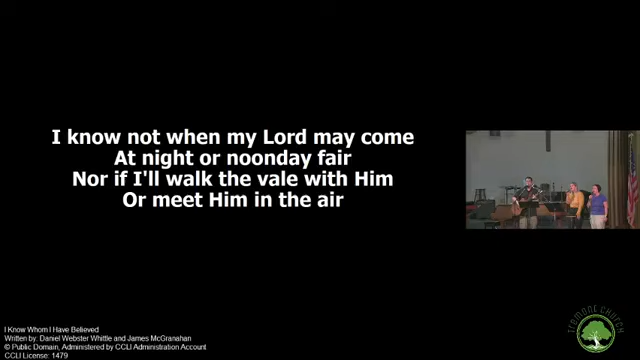 I know not when my Lord may come
At night or noonday fair
Nor if I'll walk the vale with Him
Or meet Him in the air
I Know Whom I Have Believed
Written by: Daniel Webster Whittle and James McGranahan
© Public Domain, Administered by CCLI Administration Account
CCLI License: 1479
TREMONT CHURCH